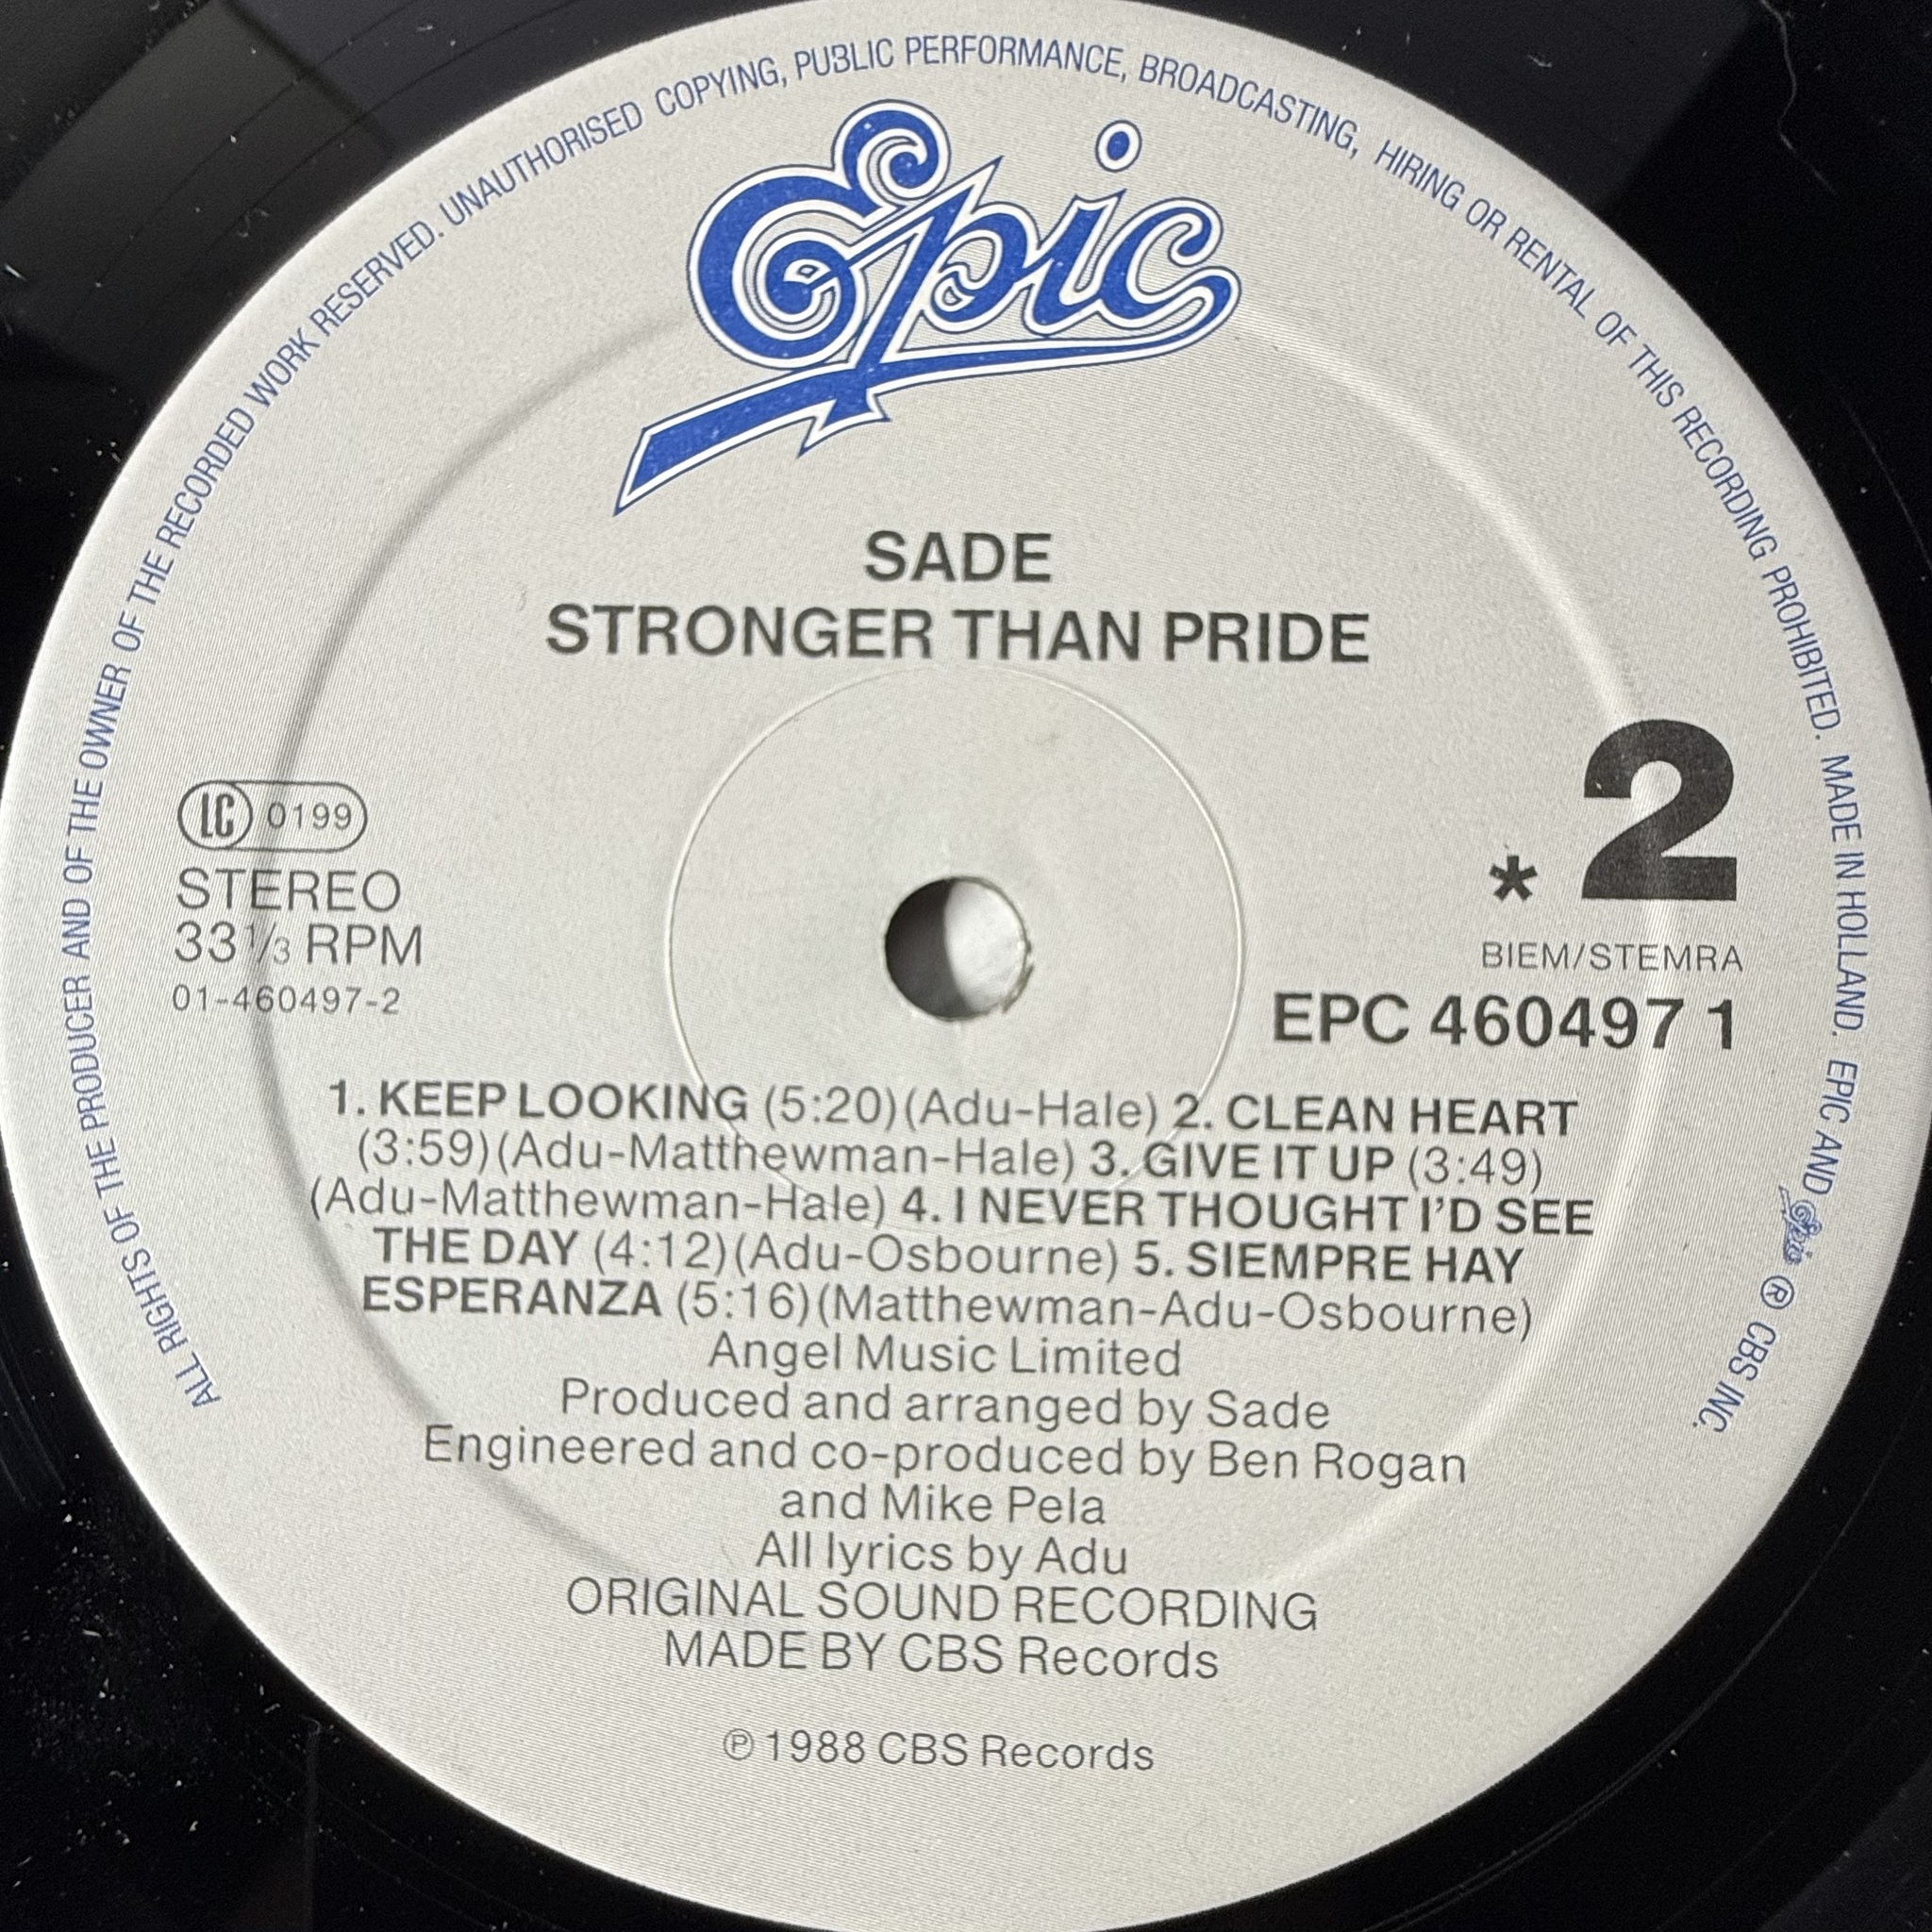 ALL RIGHTS OF THE PRODUCER AND OF THE OWNER OF THE RECORDED WORK RESERVED. UNAUTHORISED COPYING, PUBLIC PERFORMANCE, BROADCASTING, HIRING OR RENTAL OF THIS RECORDING PROHIBITED. MADE IN HOLLAND. EPIC AND Epic ® CBS INC.
Epic
SADE
STRONGER THAN PRIDE
LC 0199
STEREO
33 1/3 RPM
01-460497-2
* 2
BIEM/STEMRA
EPC 460497 1
1. KEEP LOOKING (5:20) (Adu-Hale) 2. CLEAN HEART
(3:59) (Adu-Matthewman-Hale) 3. GIVE IT UP (3:49)
(Adu-Matthewman-Hale) 4. I NEVER THOUGHT I'D SEE
THE DAY (4:12) (Adu-Osbourne) 5. SIEMPRE HAY
ESPERANZA (5:16) (Matthewman-Adu-Osbourne)
Angel Music Limited
Produced and arranged by Sade
Engineered and co-produced by Ben Rogan
and Mike Pela
All lyrics by Adu
ORIGINAL SOUND RECORDING
MADE BY CBS Records
℗ 1988 CBS Records